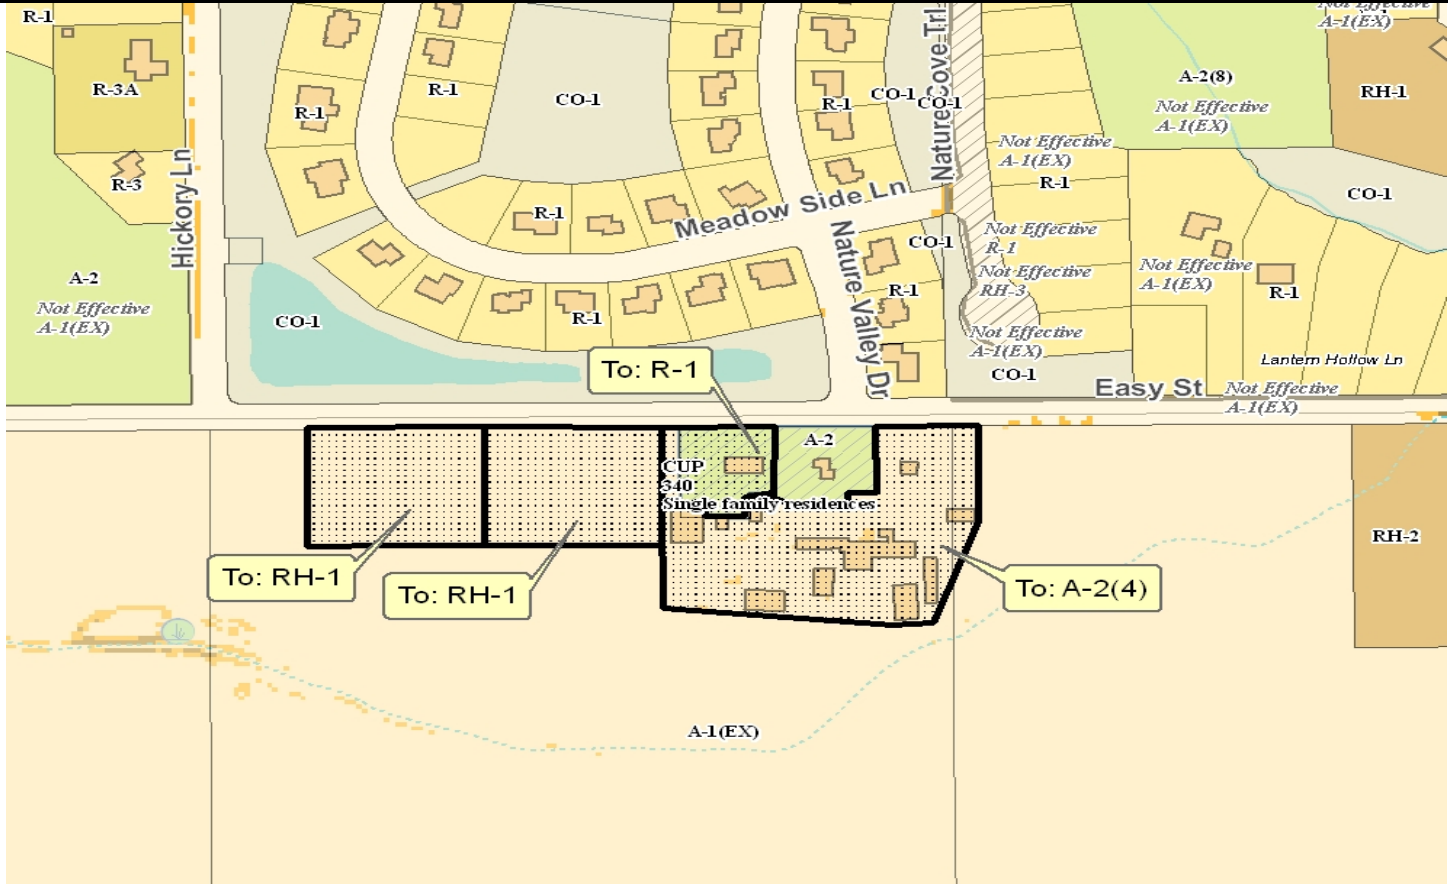 R-1
Not Effective
A-1(EX)
R-3A
R-1
R-1
CO-1
R-1
CO-1
CO-1
Nature Cove Trl
A-2(8)
Not Effective
A-1(EX)
RH-1
Not Effective
A-1(EX)
R-1
CO-1
R-3
Hickory Ln
R-1
Meadow Side Ln
Nature Valley Dr
CO-1
Not Effective
R-1
Not Effective
RH-3
Not Effective
A-1(EX)
R-1
A-2
Not Effective
A-1(EX)
CO-1
R-1
R-1
Not Effective
A-1(EX)
CO-1
Lantern Hollow Ln
To: R-1
Easy St
Not Effective
A-1(EX)
A-2
CUP
340
Single family residences
RH-2
To: RH-1
To: RH-1
To: A-2(4)
A-1(EX)